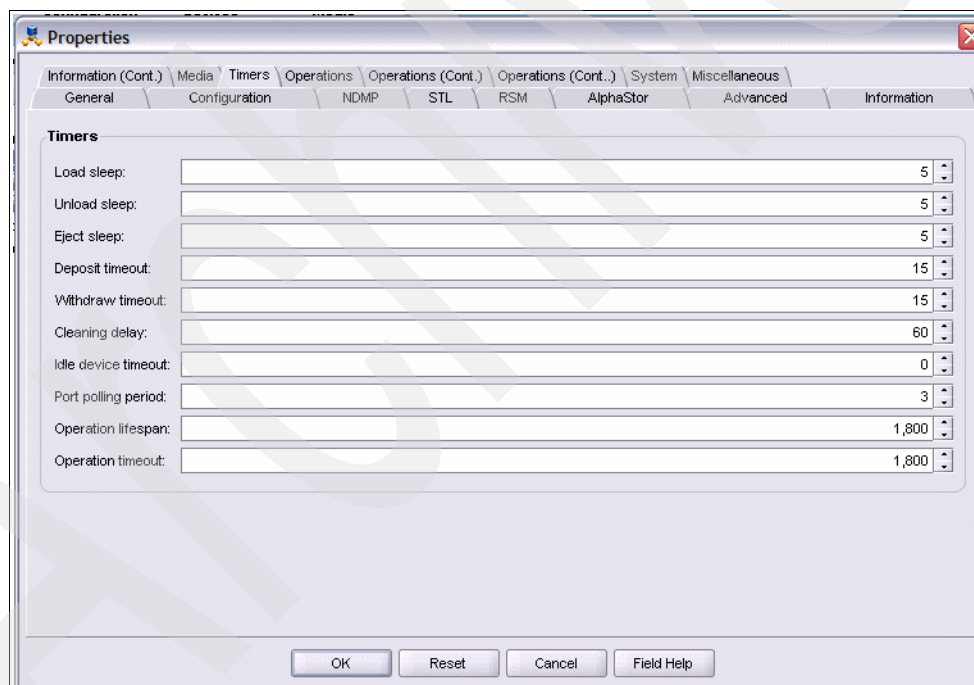 Properties
Information (Cont.) Media Timers Operations Operations (Cont.) Operations (Cont..) System Miscellaneous
General Configuration NDMP STL RSM AlphaStor Advanced Information
Timers
Load sleep: 5
Unload sleep: 5
Eject sleep: 5
Deposit timeout: 15
Withdraw timeout: 15
Cleaning delay: 60
Idle device timeout: 0
Port polling period: 3
Operation lifespan: 1,800
Operation timeout: 1,800
OK Reset Cancel Field Help